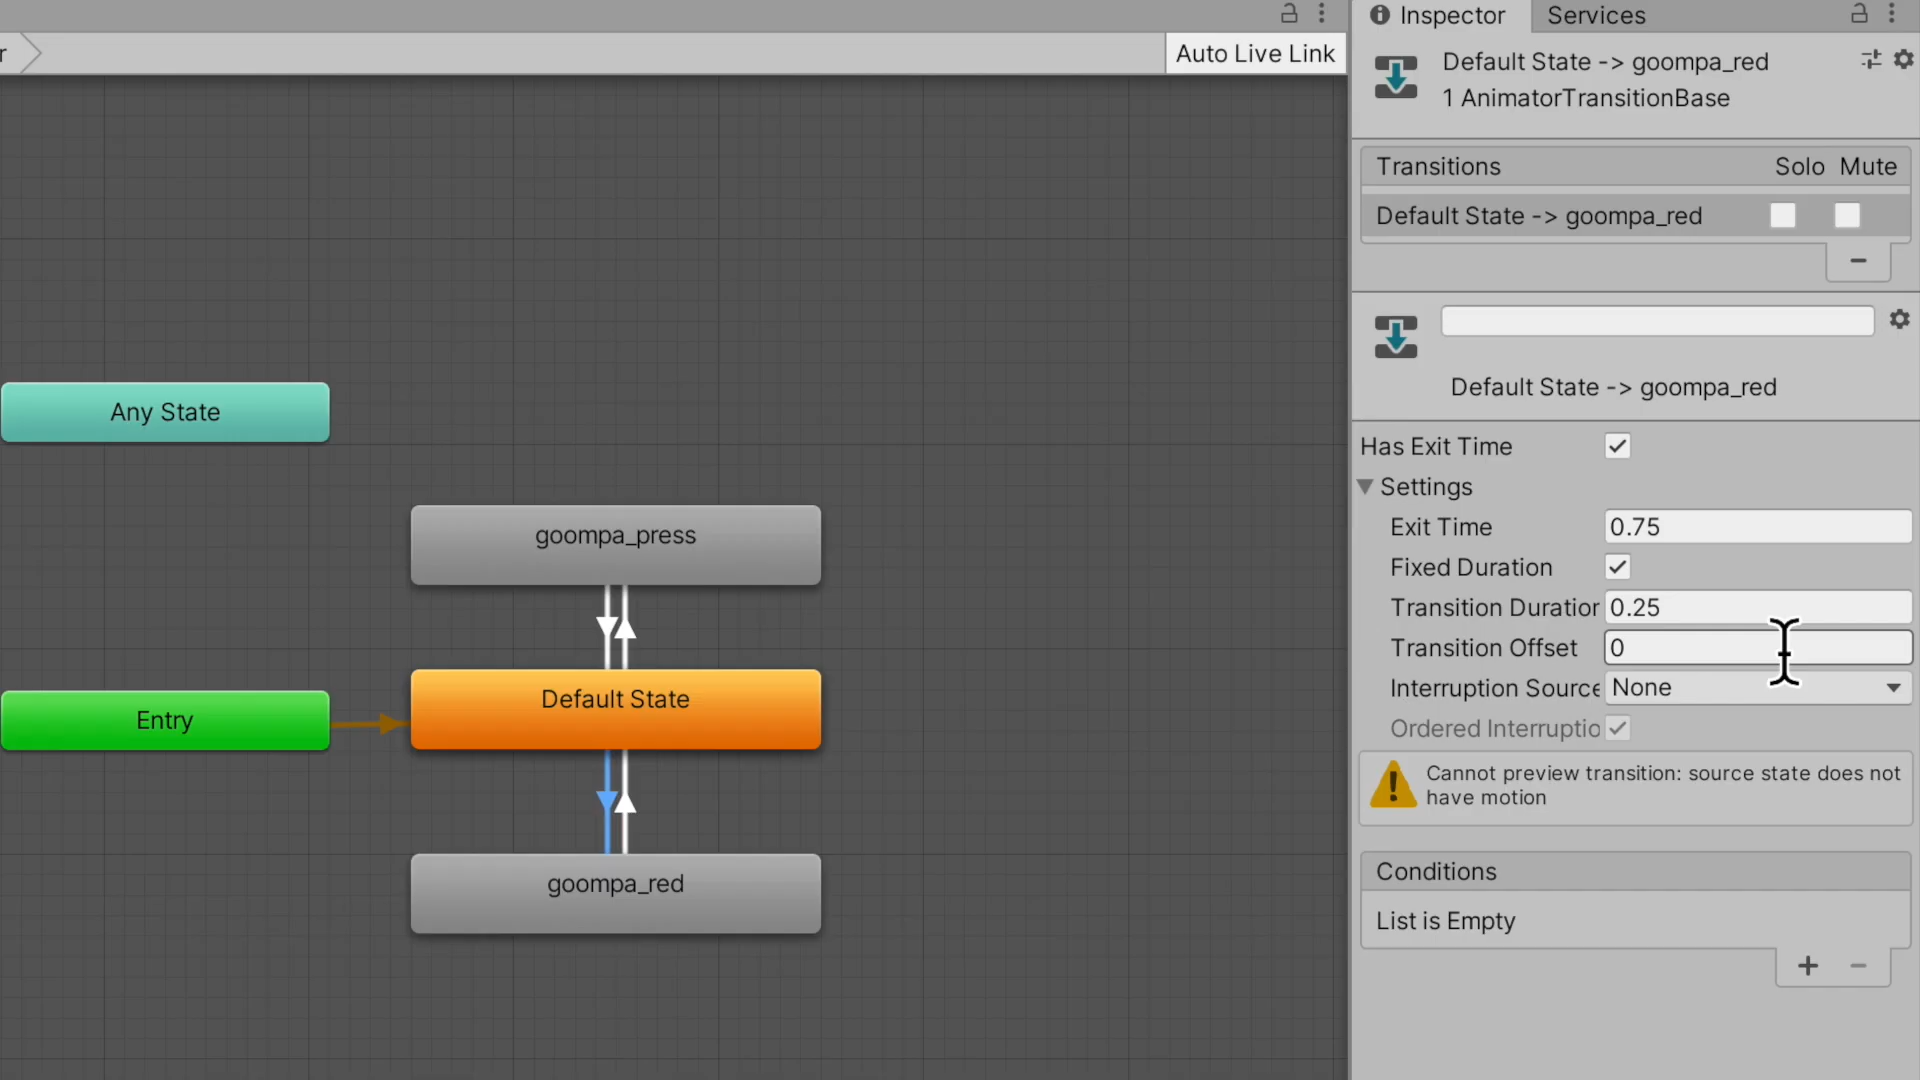 r
Auto Live Link
Any State
goompa_press
Default State
Entry
goompa_red
Inspector
Services
Default State -> goompa_red
1 AnimatorTransitionBase
Transitions Solo Mute
Default State -> goompa_red
Default State -> goompa_red
Has Exit Time
Settings
Exit Time 0.75
Fixed Duration
Transition Duration 0.25
Transition Offset 0
Interruption Source None
Ordered Interruptio
Cannot preview transition: source state does not
have motion
Conditions
List is Empty